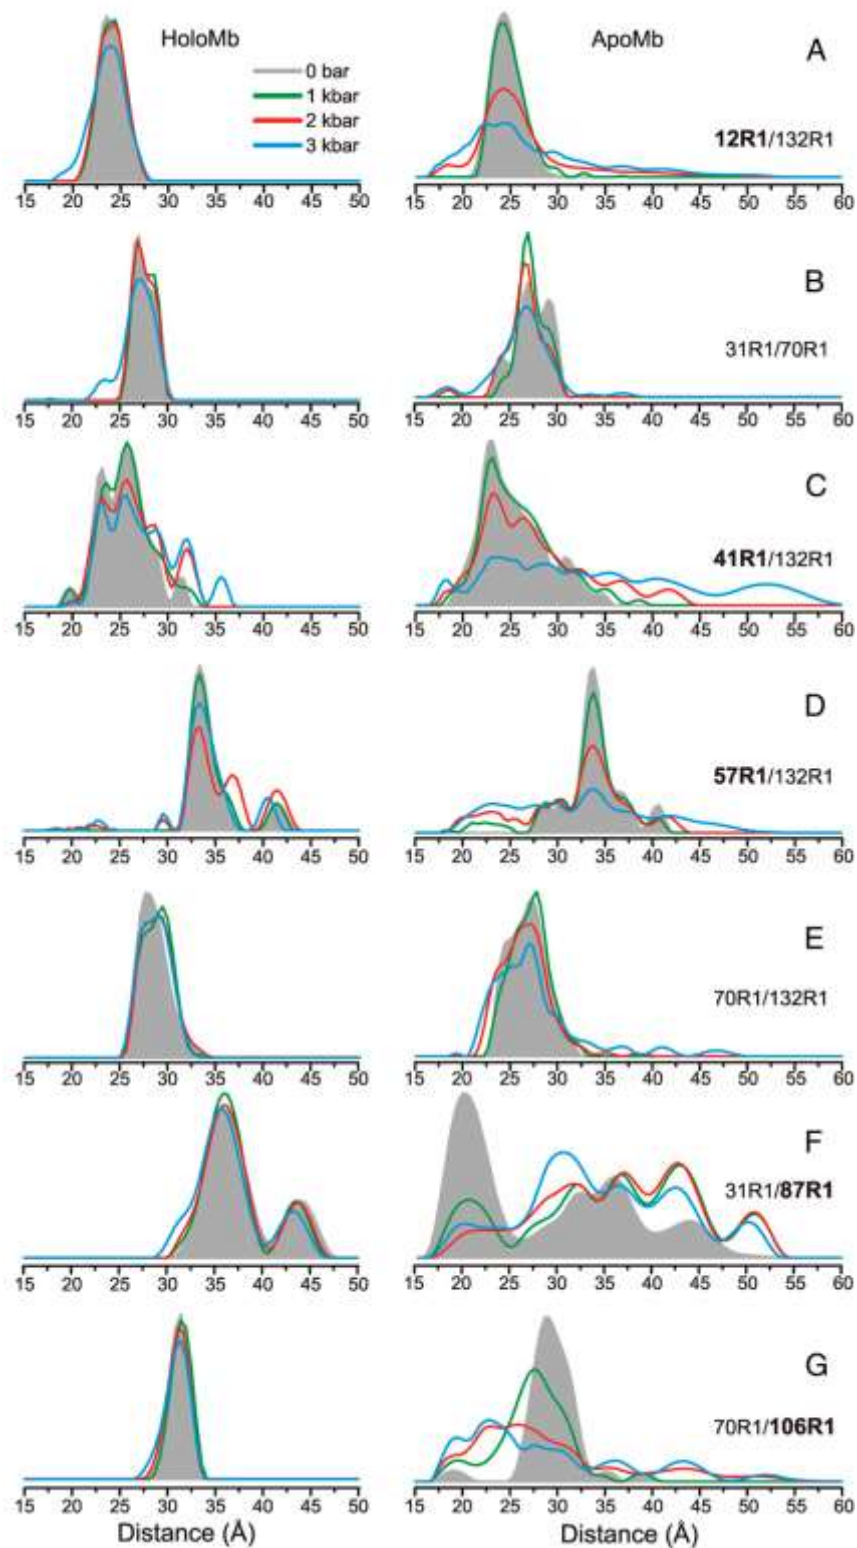 HoloMb
ApoMb
A
0 bar
1 kbar
2 kbar
3 kbar
12R1/132R1
15 20 25 30 35 40 45 50
15 20 25 30 35 40 45 50 55 60
B
31R1/70R1
15 20 25 30 35 40 45 50
15 20 25 30 35 40 45 50 55 60
C
41R1/132R1
15 20 25 30 35 40 45 50
15 20 25 30 35 40 45 50 55 60
D
57R1/132R1
15 20 25 30 35 40 45 50
15 20 25 30 35 40 45 50 55 60
E
70R1/132R1
15 20 25 30 35 40 45 50
15 20 25 30 35 40 45 50 55 60
F
31R1/87R1
15 20 25 30 35 40 45 50
15 20 25 30 35 40 45 50 55 60
G
70R1/106R1
15 20 25 30 35 40 45 50
15 20 25 30 35 40 45 50 55 60
Distance (Å)
Distance (Å)